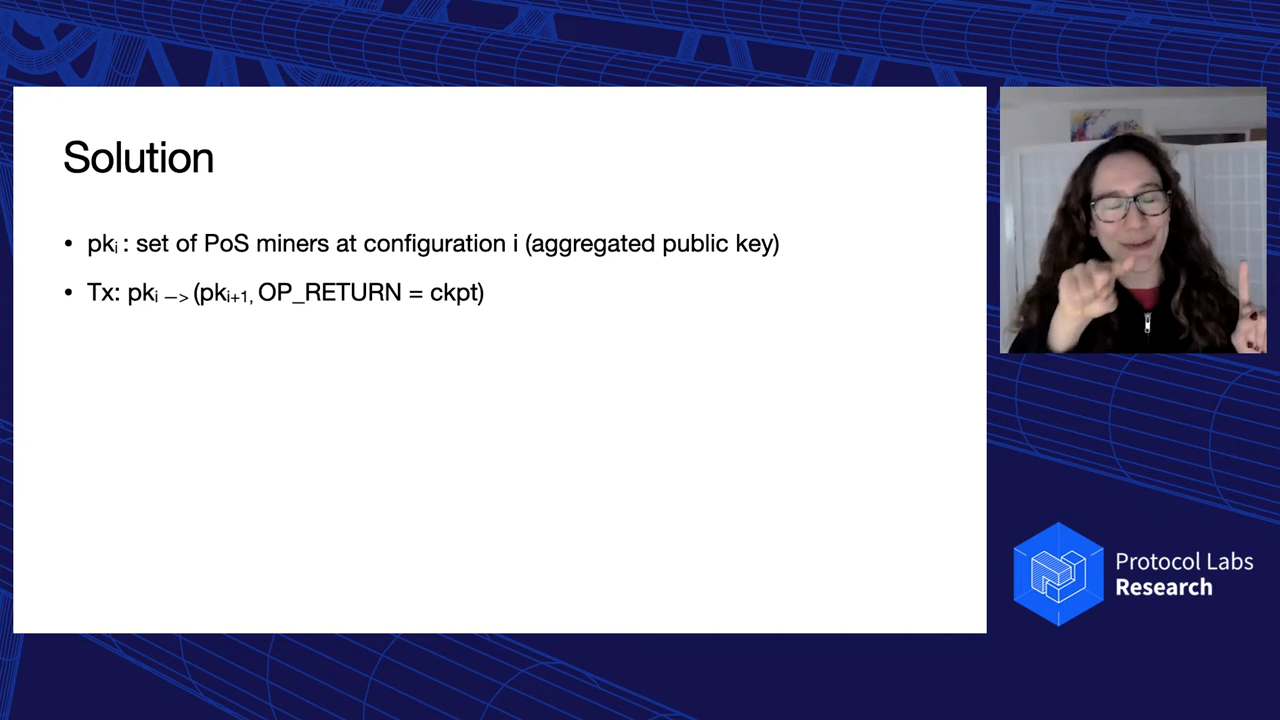 Solution
• pkᵢ : set of PoS miners at configuration i (aggregated public key)
• Tx: pkᵢ —> (pkᵢ₊₁, OP_RETURN = ckpt)
Protocol Labs
Research